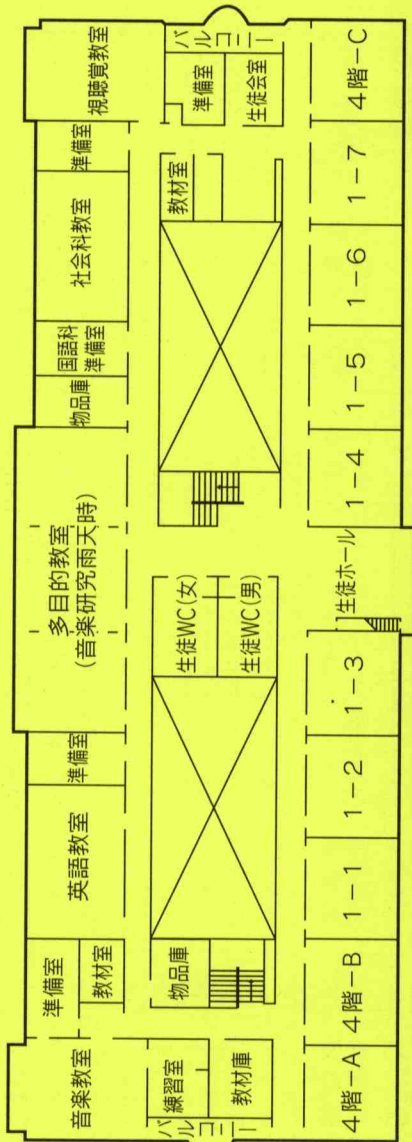 音楽教室
準備室
教材室
英語教室
準備室
多目的教室
(音楽研究雨天時)
物品庫
国語科
準備室
社会科教室
準備室
視聴覚教室
バルコニー
練習室
教材庫
物品庫
生徒WC(女)
生徒WC(男)
教材室
準備室
生徒会室
バルコニー
4階-A
4階-B
1-1
1-2
1-3
生徒ホール
1-4
1-5
1-6
1-7
4階-C